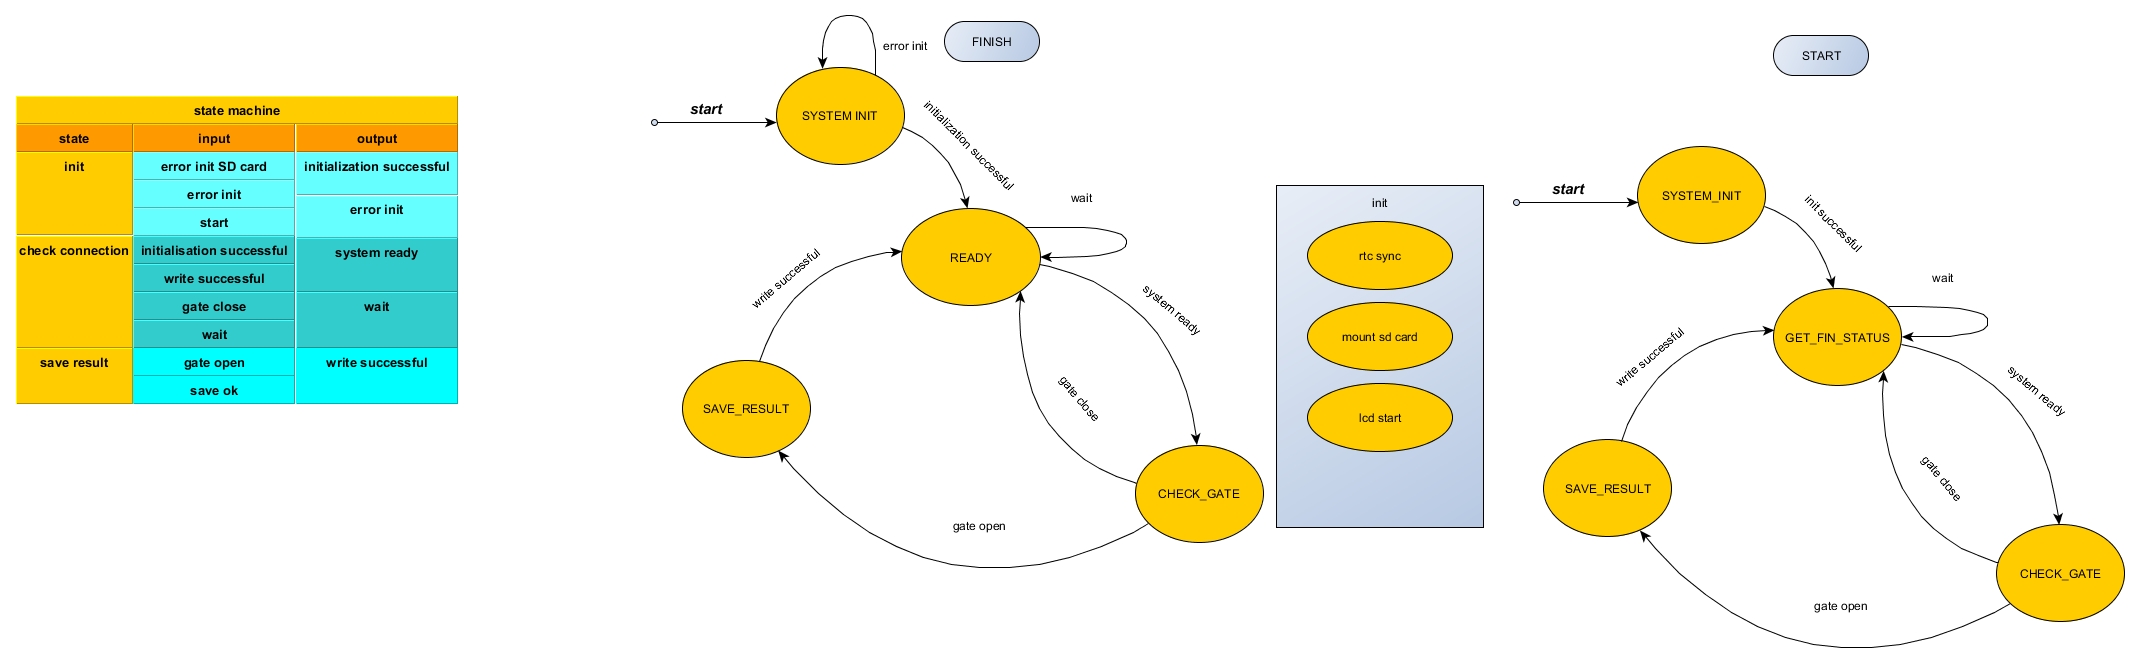 state machine
state input output
init error init SD card initialization successful
error init
error init
start
check connection initialisation successful system ready
write successful
gate close wait
wait
save result gate open write successful
save ok
FINISH
error init
start
SYSTEM INIT
initialization successful
wait
READY
write successful
system ready
gate close
SAVE_RESULT
CHECK_GATE
gate open
init
rtc sync
mount sd card
lcd start
START
start
SYSTEM_INIT
init successful
wait
GET_FIN_STATUS
write successful
system ready
gate close
SAVE_RESULT
CHECK_GATE
gate open